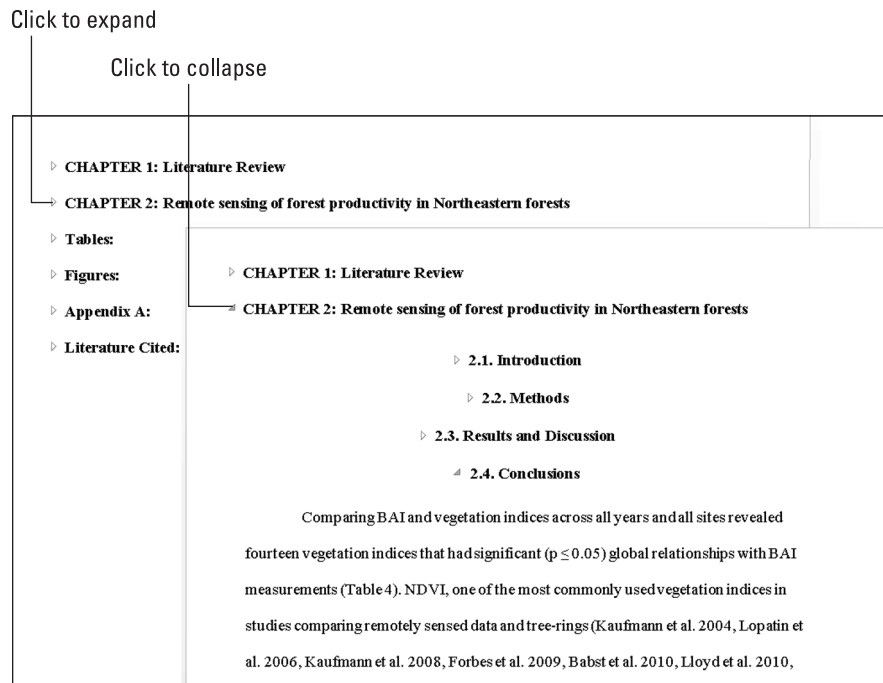 Click to expand
Click to collapse
CHAPTER 1: Literature Review
CHAPTER 2: Remote sensing of forest productivity in Northeastern forests
Tables:
Figures:
Appendix A:
Literature Cited:
CHAPTER 1: Literature Review
CHAPTER 2: Remote sensing of forest productivity in Northeastern forests
2.1. Introduction
2.2. Methods
2.3. Results and Discussion
2.4. Conclusions
Comparing BAI and vegetation indices across all years and all sites revealed
fourteen vegetation indices that had significant (p ≤ 0.05) global relationships with BAI
measurements (Table 4). NDVI, one of the most commonly used vegetation indices in
studies comparing remotely sensed data and tree-rings (Kaufmann et al. 2004, Lopatin et
al. 2006, Kaufmann et al. 2008, Forbes et al. 2009, Babst et al. 2010, Lloyd et al. 2010,